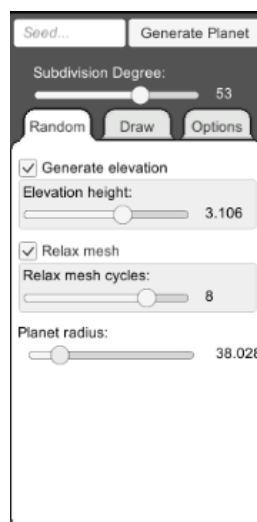 Seed... Generate Planet
Subdivision Degree:
53
Random Draw Options
Generate elevation
Elevation height:
3.106
Relax mesh
Relax mesh cycles:
8
Planet radius:
38.028